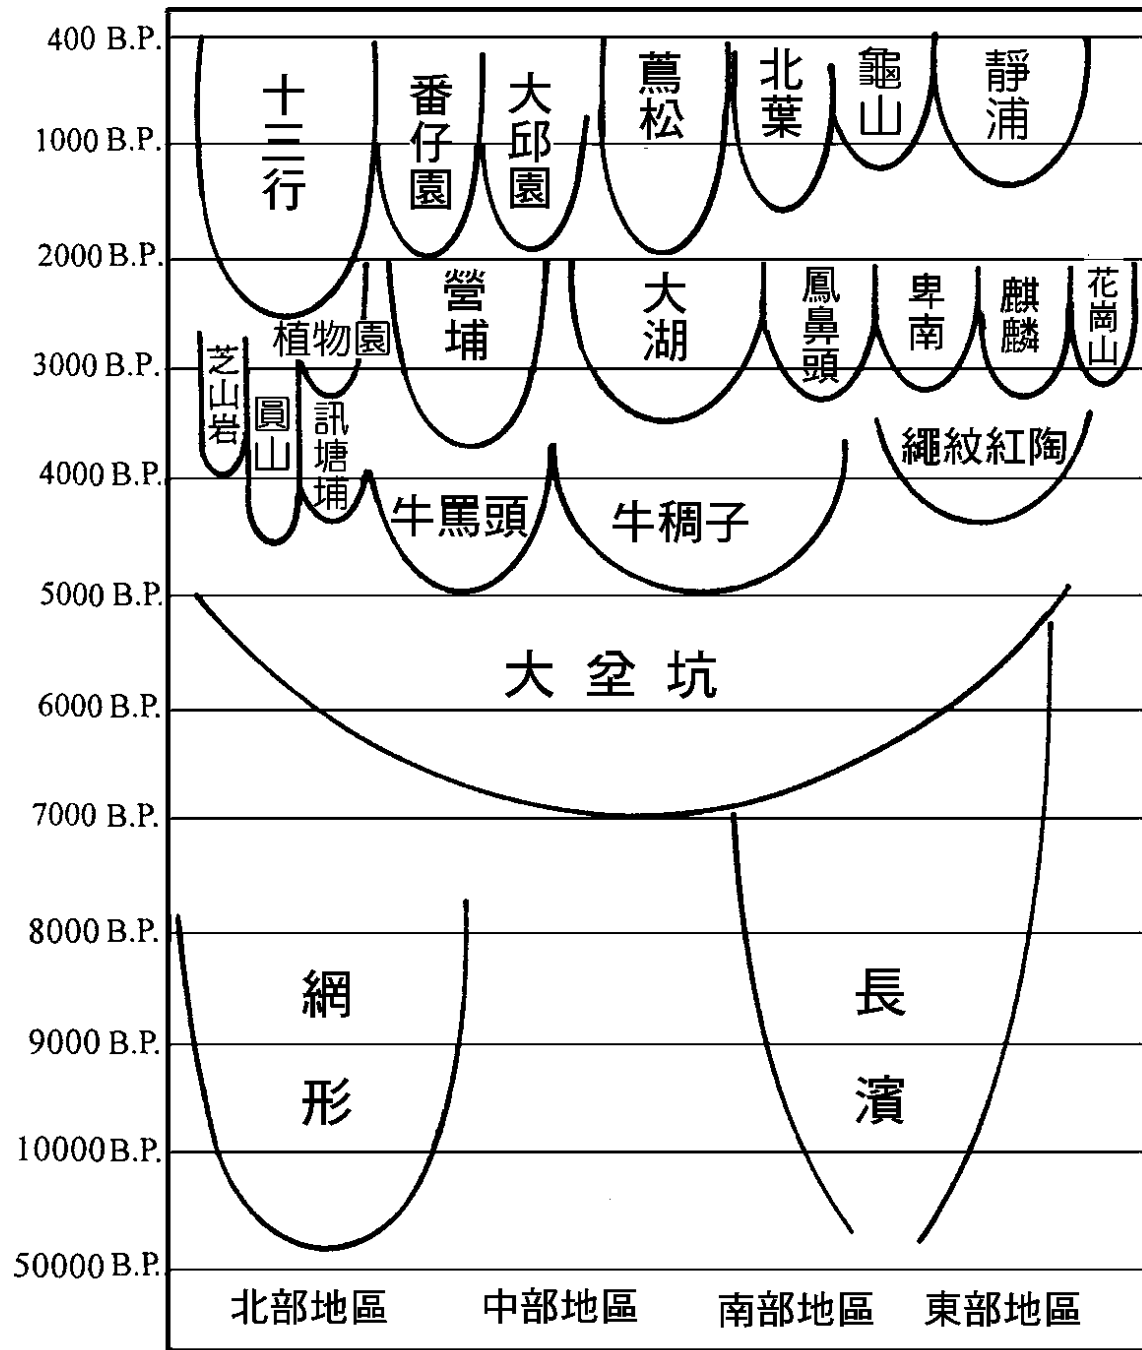 400 B.P.
十三行
番仔園
大邱園
蔦松
北葉
龜山
靜浦
1000 B.P.
2000 B.P.
植物園
營埔
大湖
鳳鼻頭
卑南
麒麟
花崗山
3000 B.P.
芝山岩
圓山
訊塘埔
繩紋紅陶
4000 B.P.
牛罵頭
牛稠子
5000 B.P.
大坌坑
6000 B.P.
7000 B.P.
8000 B.P.
網形
長濱
9000 B.P.
10000 B.P.
50000 B.P.
北部地區
中部地區
南部地區
東部地區